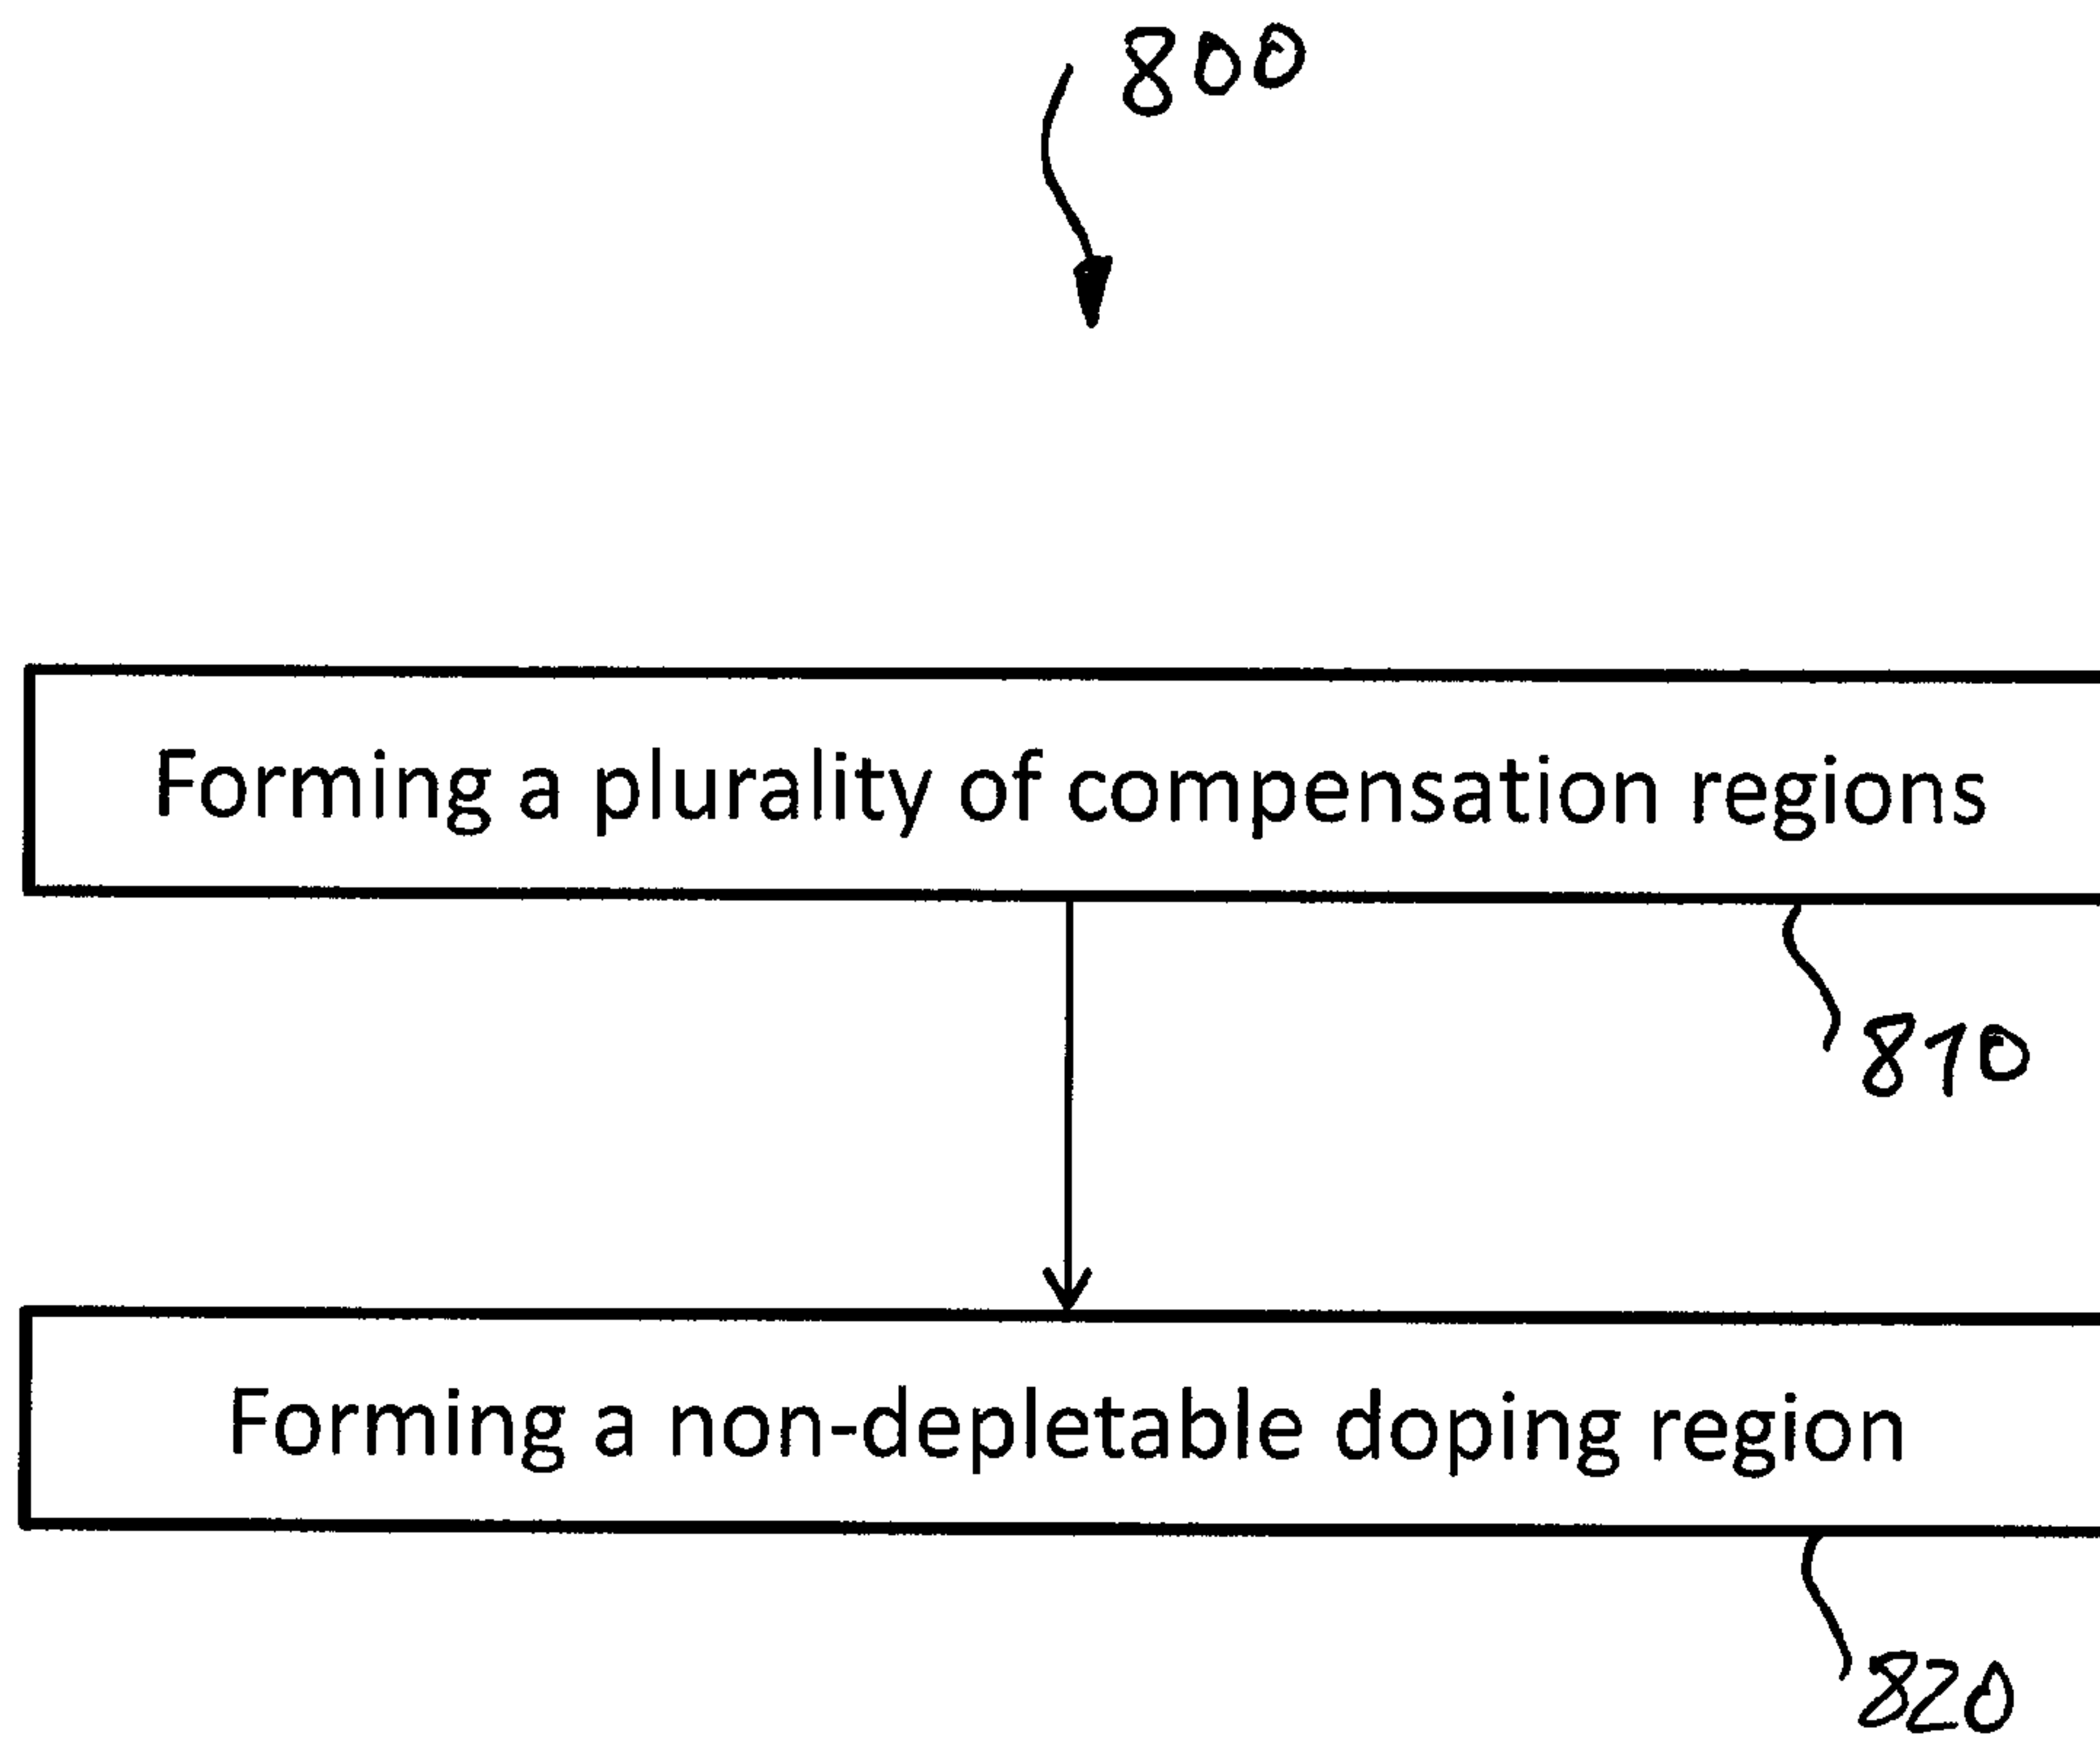 800
Forming a plurality of compensation regions
810
Forming a non-depletable doping region
820